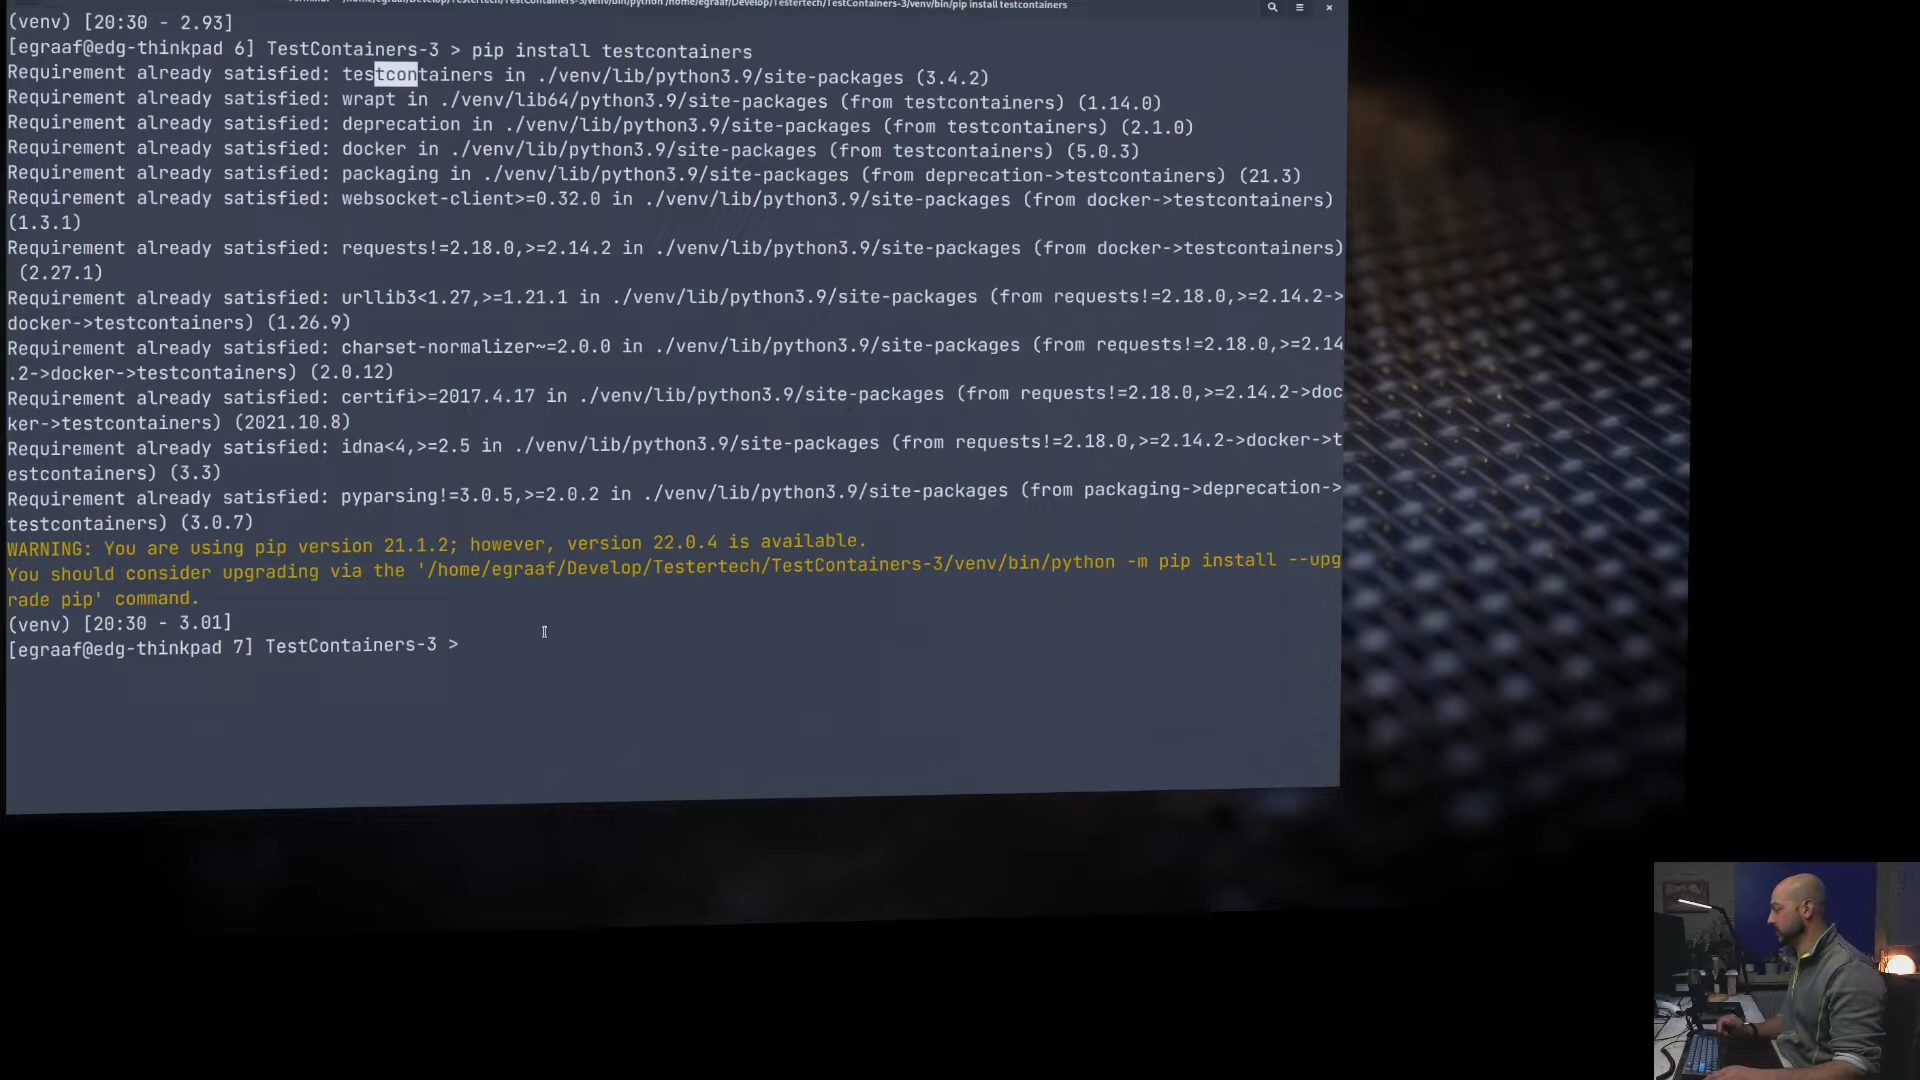 (venv) [20:30 - 2.93]
[egraaf@edg-thinkpad 6] TestContainers-3 > pip install testcontainers
Requirement already satisfied: testcontainers in ./venv/lib/python3.9/site-packages (3.4.2)
Requirement already satisfied: wrapt in ./venv/lib64/python3.9/site-packages (from testcontainers) (1.14.0)
Requirement already satisfied: deprecation in ./venv/lib/python3.9/site-packages (from testcontainers) (2.1.0)
Requirement already satisfied: docker in ./venv/lib/python3.9/site-packages (from testcontainers) (5.0.3)
Requirement already satisfied: packaging in ./venv/lib/python3.9/site-packages (from deprecation->testcontainers) (21.3)
Requirement already satisfied: websocket-client>=0.32.0 in ./venv/lib/python3.9/site-packages (from docker->testcontainers)
(1.3.1)
Requirement already satisfied: requests!=2.18.0,>=2.14.2 in ./venv/lib/python3.9/site-packages (from docker->testcontainers)
(2.27.1)
Requirement already satisfied: urllib3<1.27,>=1.21.1 in ./venv/lib/python3.9/site-packages (from requests!=2.18.0,>=2.14.2->
docker->testcontainers) (1.26.9)
Requirement already satisfied: charset-normalizer~=2.0.0 in ./venv/lib/python3.9/site-packages (from requests!=2.18.0,>=2.14
.2->docker->testcontainers) (2.0.12)
Requirement already satisfied: certifi>=2017.4.17 in ./venv/lib/python3.9/site-packages (from requests!=2.18.0,>=2.14.2->doc
ker->testcontainers) (2021.10.8)
Requirement already satisfied: idna<4,>=2.5 in ./venv/lib/python3.9/site-packages (from requests!=2.18.0,>=2.14.2->docker->t
estcontainers) (3.3)
Requirement already satisfied: pyparsing!=3.0.5,>=2.0.2 in ./venv/lib/python3.9/site-packages (from packaging->deprecation->
testcontainers) (3.0.7)
WARNING: You are using pip version 21.1.2; however, version 22.0.4 is available.
You should consider upgrading via the '/home/egraaf/Develop/Testertech/TestContainers-3/venv/bin/python -m pip install --upg
rade pip' command.
(venv) [20:30 - 3.01]
[egraaf@edg-thinkpad 7] TestContainers-3 >